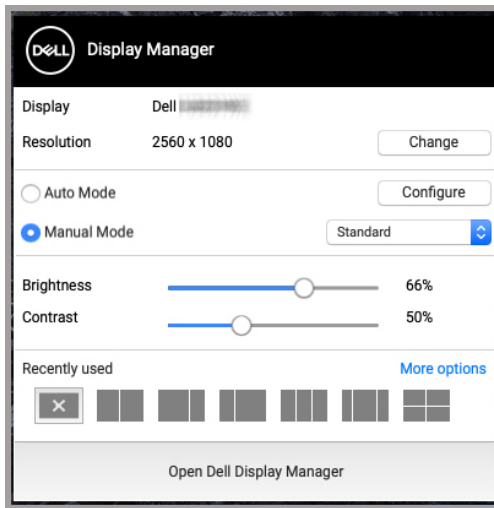 DELL Display Manager
Display Dell
Resolution 2560 x 1080 Change
Auto Mode Configure
Manual Mode Standard
Brightness 66%
Contrast 50%
Recently used More options
Open Dell Display Manager